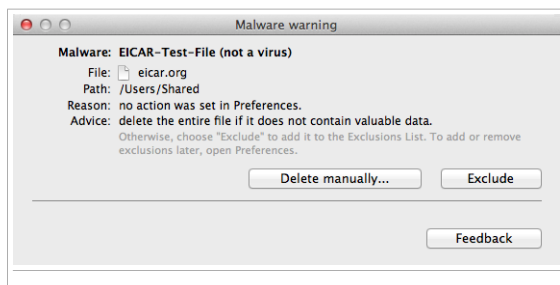 Malware warning
Malware: EICAR-Test-File (not a virus)
File: eicar.org
Path: /Users/Shared
Reason: no action was set in Preferences.
Advice: delete the entire file if it does not contain valuable data.
Otherwise, choose "Exclude" to add it to the Exclusions List. To add or remove
exclusions later, open Preferences.
Delete manually... Exclude
Feedback